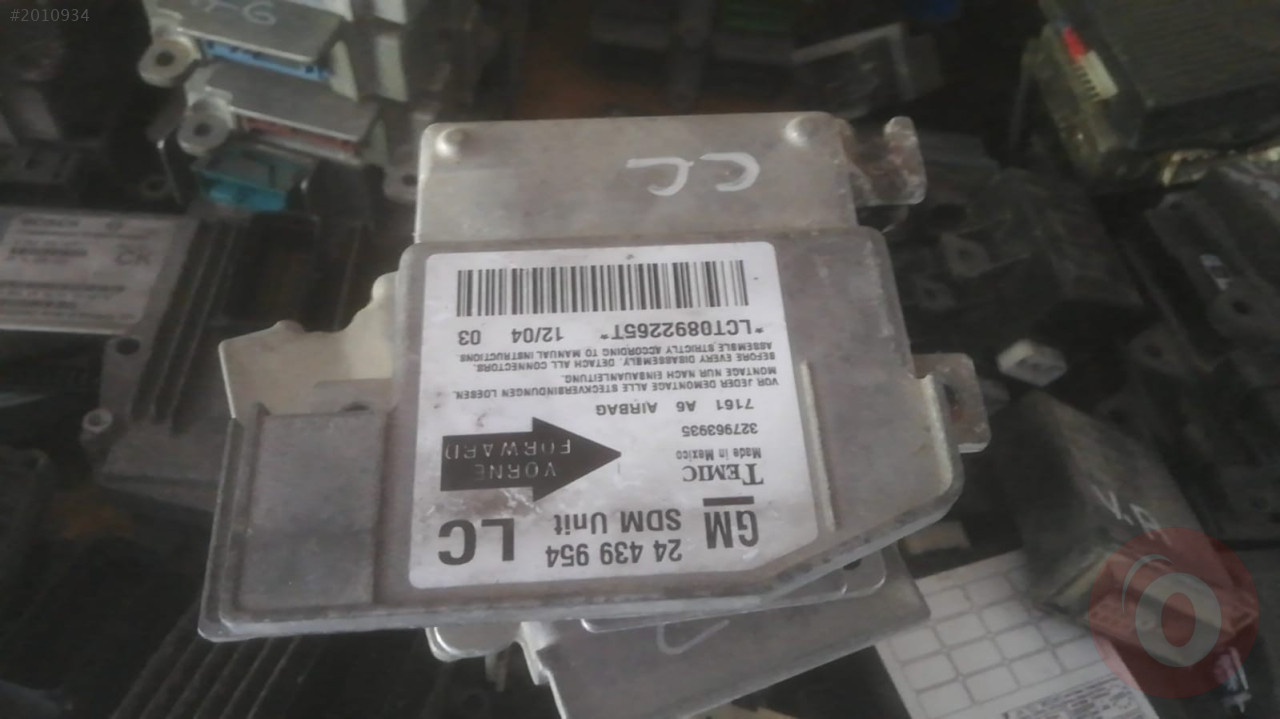 #2010934
GM
24 439 954
SDM Unit
LC
TEMIC
Made in Mexico
327963935
VORNE
FORWARD
7161 A6 AIRBAG
VOR JEDER DEMONTAGE ALLE STECKVERBINDUNGEN LOESEN.
MONTAGE NUR NACH EINBAUANLEITUNG.
BEFORE EVERY DISASSEMBLY, DETACH ALL CONNECTORS.
ASSEMBLE STRICTLY ACCORDING TO MANUAL INSTRUCTIONS.
*LCT0892265T* 12/04 03
CK